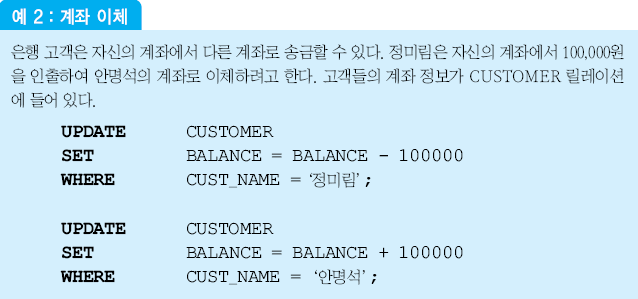 예 2 : 계좌 이체
은행 고객은 자신의 계좌에서 다른 계좌로 송금할 수 있다. 정미림은 자신의 계좌에서 100,000원
을 인출하여 안명석의 계좌로 이체하려고 한다. 고객들의 계좌 정보가 CUSTOMER 릴레이션
에 들어 있다.
UPDATE CUSTOMER
SET BALANCE = BALANCE - 100000
WHERE CUST_NAME = ‘정미림’;
UPDATE CUSTOMER
SET BALANCE = BALANCE + 100000
WHERE CUST_NAME = ‘안명석’;